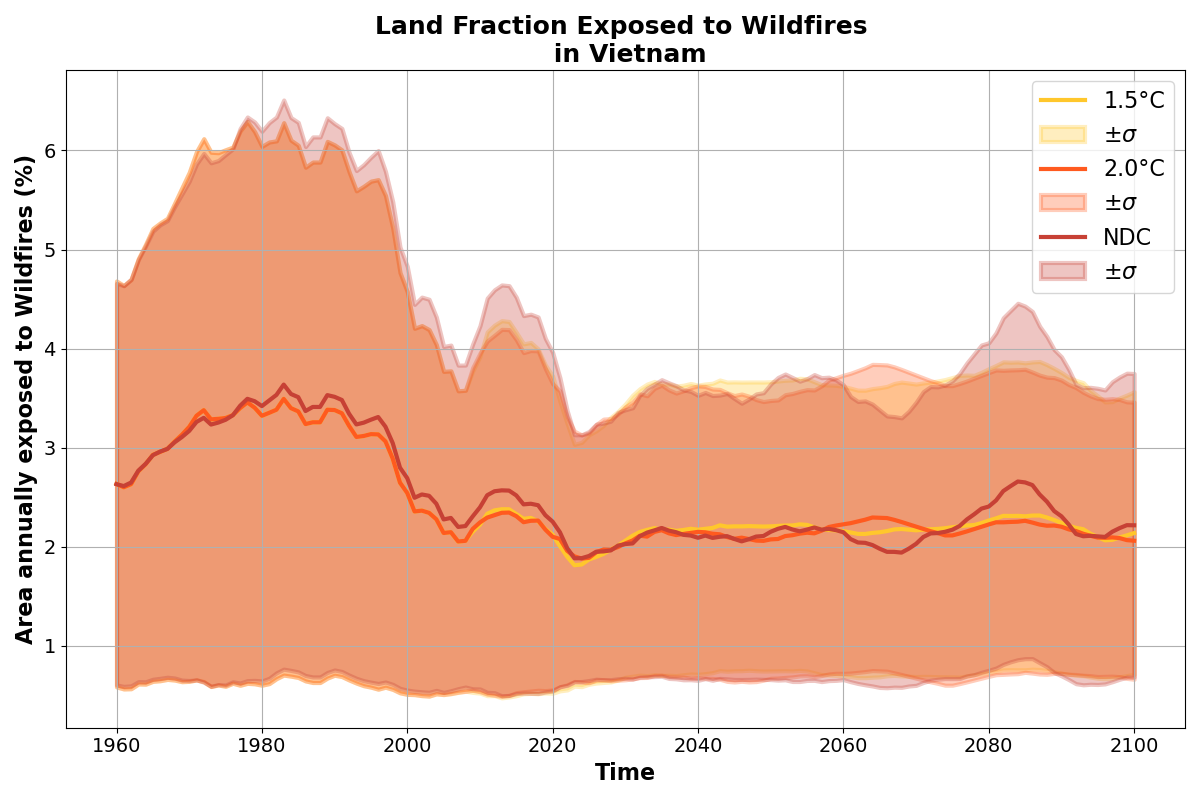 Land Fraction Exposed to Wildfires
in Vietnam
Area annually exposed to Wildfires (%)
6
5
4
3
2
1
1960
1980
2000
2020
2040
2060
2080
2100
Time
1.5°C
±σ
2.0°C
±σ
NDC
±σ